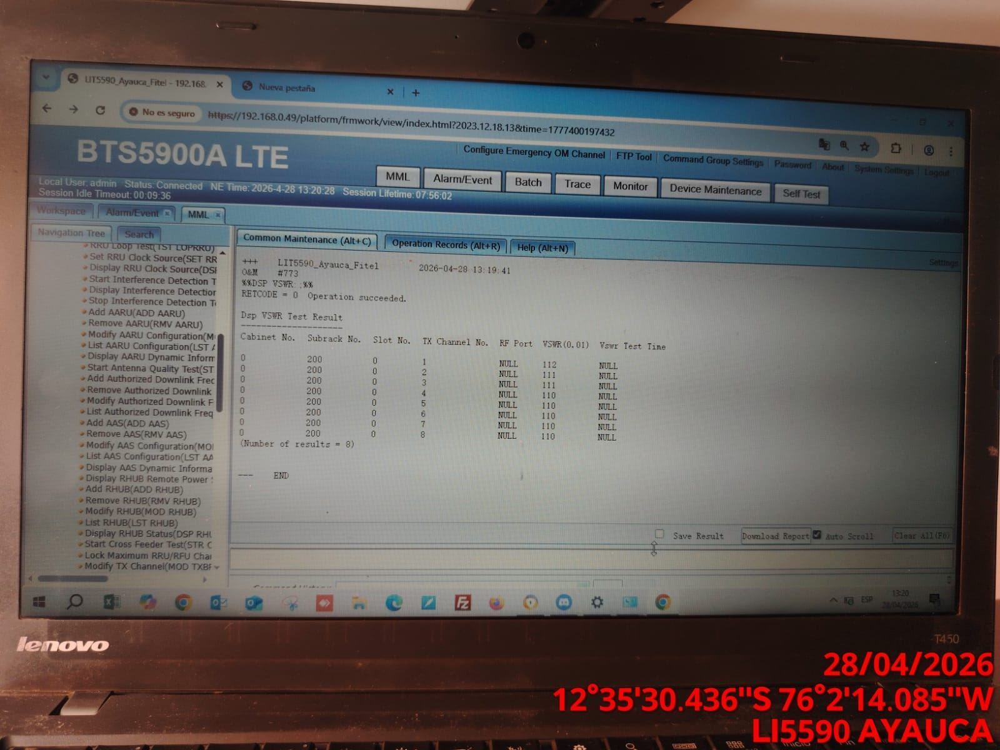 LIT5590_Ayauca_Fitel - 192.168.
Nueva pestaña
No es seguro https://192.168.0.49/platform/frmwork/view/index.html?2023.12.18.13&time=1777400197432
BTS5900A LTE
Configure Emergency OM Channel FTP Tool Command Group Settings Password About System Settings Logout
MML Alarm/Event Batch Trace Monitor Device Maintenance Self Test
Local User: admin Status: Connected NE Time: 2026-4-28 13:20:28 Session Lifetime: 07:56:02
Session Idle Timeout: 00:09:36
Workspace Alarm/Event MML
Navigation Tree Search
RRU Loop Test(TST LOPRRU)
Set RRU Clock Source(SET RR
Display RRU Clock Source(DSI
Start Interference Detection T
Display Interference Detection
Stop Interference Detection T
Add AARU(ADD AARU)
Remove AARU(RMV AARU)
Modify AARU Configuration(M
List AARU Configuration(LST A
Display AARU Dynamic Inform
Start Antenna Quality Test(ST
Add Authorized Downlink Frec
Remove Authorized Downlink
Modify Authorized Downlink F
List Authorized Downlink Freq
Add AAS(ADD AAS)
Remove AAS(RMV AAS)
Modify AAS Configuration(MOI
List AAS Configuration(LST AA
Display AAS Dynamic Informa
Display RHUB Remote Power
Add RHUB(ADD RHUB)
Remove RHUB(RMV RHUB)
Modify RHUB(MOD RHUB)
List RHUB(LST RHUB)
Display RHUB Status(DSP RHL
Start Cross Feeder Test(STR C
Lock Maximum RRU/RFU Chai
Modify TX Channel(MOD TXBF
Common Maintenance (Alt+C) Operation Records (Alt+R) Help (Alt+N)
Settings
+++ LIT5590_Ayauca_Fitel 2026-04-28 13:19:41
O&M #773
%%DSP VSWR:;%%
RETCODE = 0 Operation succeeded.
Dsp VSWR Test Result
--------------------
Cabinet No. Subrack No. Slot No. TX Channel No. RF Port VSWR(0.01) Vswr Test Time
0 200 0 1 NULL 112 NULL
0 200 0 2 NULL 111 NULL
0 200 0 3 NULL 111 NULL
0 200 0 4 NULL 110 NULL
0 200 0 5 NULL 110 NULL
0 200 0 6 NULL 110 NULL
0 200 0 7 NULL 110 NULL
0 200 0 8 NULL 110 NULL
(Number of results = 8)
--- END
Save Result Download Report Auto Scroll Clear All(F6)
ESP
13:20
28/04/2026
lenovo
T450
28/04/2026
12°35'30.436"S 76°2'14.085"W
LI5590 AYAUCA